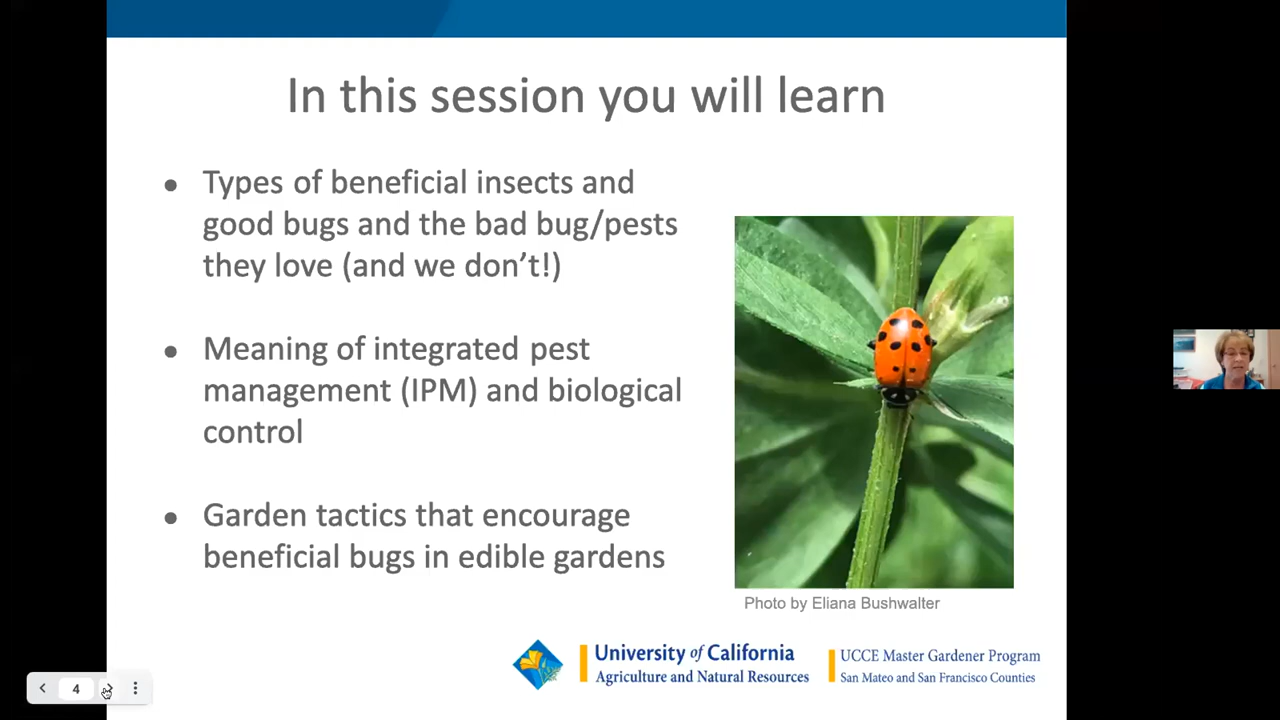 In this session you will learn
● Types of beneficial insects and
good bugs and the bad bug/pests
they love (and we don’t!)
● Meaning of integrated pest
management (IPM) and biological
control
● Garden tactics that encourage
beneficial bugs in edible gardens
Photo by Eliana Bushwalter
University of California
Agriculture and Natural Resources
UCCE Master Gardener Program
San Mateo and San Francisco Counties
4